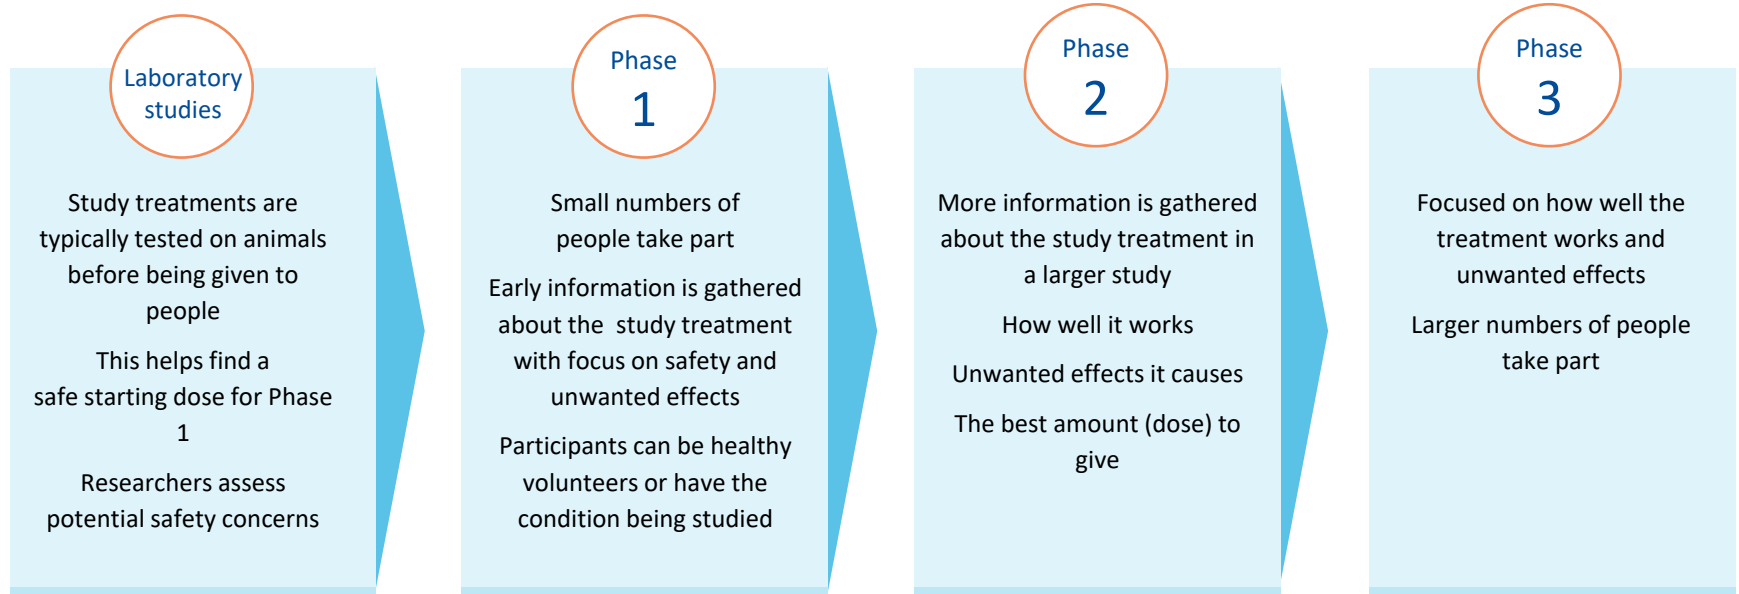 Laboratory
studies
Study treatments are
typically tested on animals
before being given to
people
This helps find a
safe starting dose for Phase
1
Researchers assess
potential safety concerns
Phase
1
Small numbers of
people take part
Early information is gathered
about the  study treatment
with focus on safety and
unwanted effects
Participants can be healthy
volunteers or have the
condition being studied
Phase
2
More information is gathered
about the study treatment in
a larger study
How well it works
Unwanted effects it causes
The best amount (dose) to
give
Phase
3
Focused on how well the
treatment works and
unwanted effects
Larger numbers of people
take part